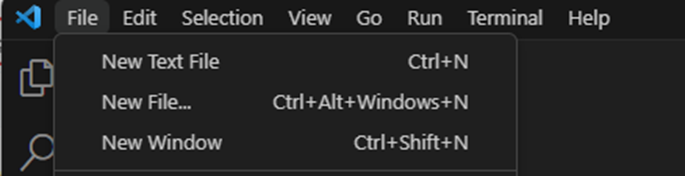 File Edit Selection View Go Run Terminal Help
New Text File Ctrl+N
New File... Ctrl+Alt+Windows+N
New Window Ctrl+Shift+N